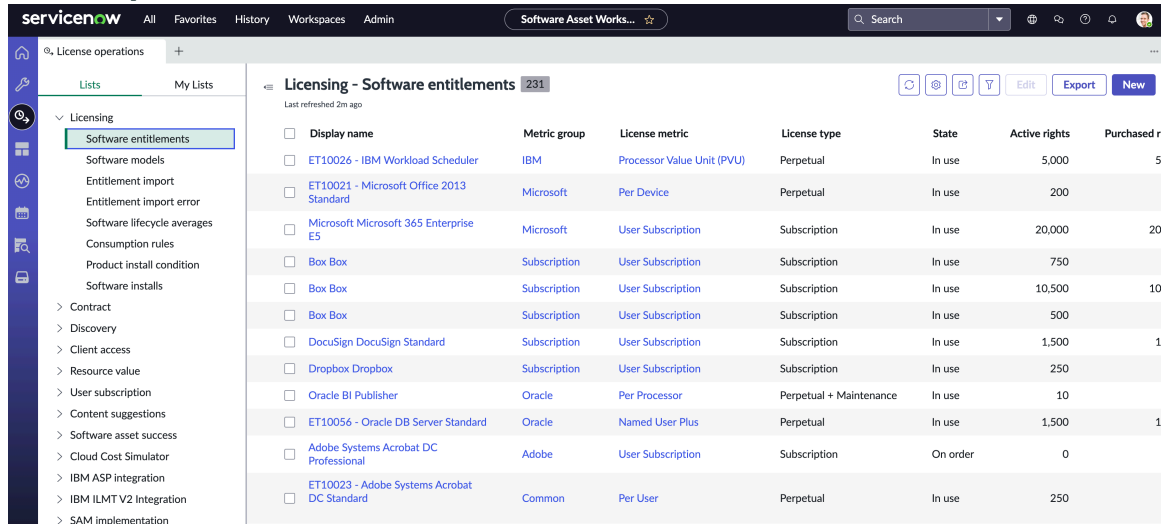 servicenow All Favorites History Workspaces Admin Software Asset Works... Search
License operations
Lists My Lists
Licensing
Software entitlements
Software models
Entitlement import
Entitlement import error
Software lifecycle averages
Consumption rules
Product install condition
Software installs
Contract
Discovery
Client access
Resource value
User subscription
Content suggestions
Software asset success
Cloud Cost Simulator
IBM ASP integration
IBM ILMT V2 Integration
SAM implementation
Licensing - Software entitlements 231
Last refreshed 2m ago
Edit Export New
Display name Metric group License metric License type State Active rights Purchased r
ET10026 - IBM Workload Scheduler IBM Processor Value Unit (PVU) Perpetual In use 5,000 5
ET10021 - Microsoft Office 2013
Standard Microsoft Per Device Perpetual In use 200
Microsoft Microsoft 365 Enterprise
E5 Microsoft User Subscription Subscription In use 20,000 20
Box Box Subscription User Subscription Subscription In use 750
Box Box Subscription User Subscription Subscription In use 10,500 10
Box Box Subscription User Subscription Subscription In use 500
DocuSign DocuSign Standard Subscription User Subscription Subscription In use 1,500 1
Dropbox Dropbox Subscription User Subscription Subscription In use 250
Oracle BI Publisher Oracle Per Processor Perpetual + Maintenance In use 10
ET10056 - Oracle DB Server Standard Oracle Named User Plus Perpetual In use 1,500 1
Adobe Systems Acrobat DC
Professional Adobe User Subscription Subscription On order 0
ET10023 - Adobe Systems Acrobat
DC Standard Common Per User Perpetual In use 250